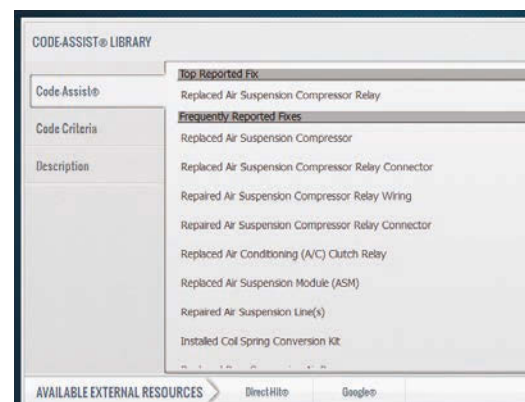 CODE-ASSIST® LIBRARY
Code-Assist®
Code Criteria
Description
Top Reported Fix
Replaced Air Suspension Compressor Relay
Frequently Reported Fixes
Replaced Air Suspension Compressor
Replaced Air Suspension Compressor Relay Connector
Repaired Air Suspension Compressor Relay Wiring
Repaired Air Suspension Compressor Relay Connector
Replaced Air Conditioning (A/C) Clutch Relay
Replaced Air Suspension Module (ASM)
Repaired Air Suspension Line(s)
Installed Coil Spring Conversion Kit
AVAILABLE EXTERNAL RESOURCES
Direct-Hit®
Google®